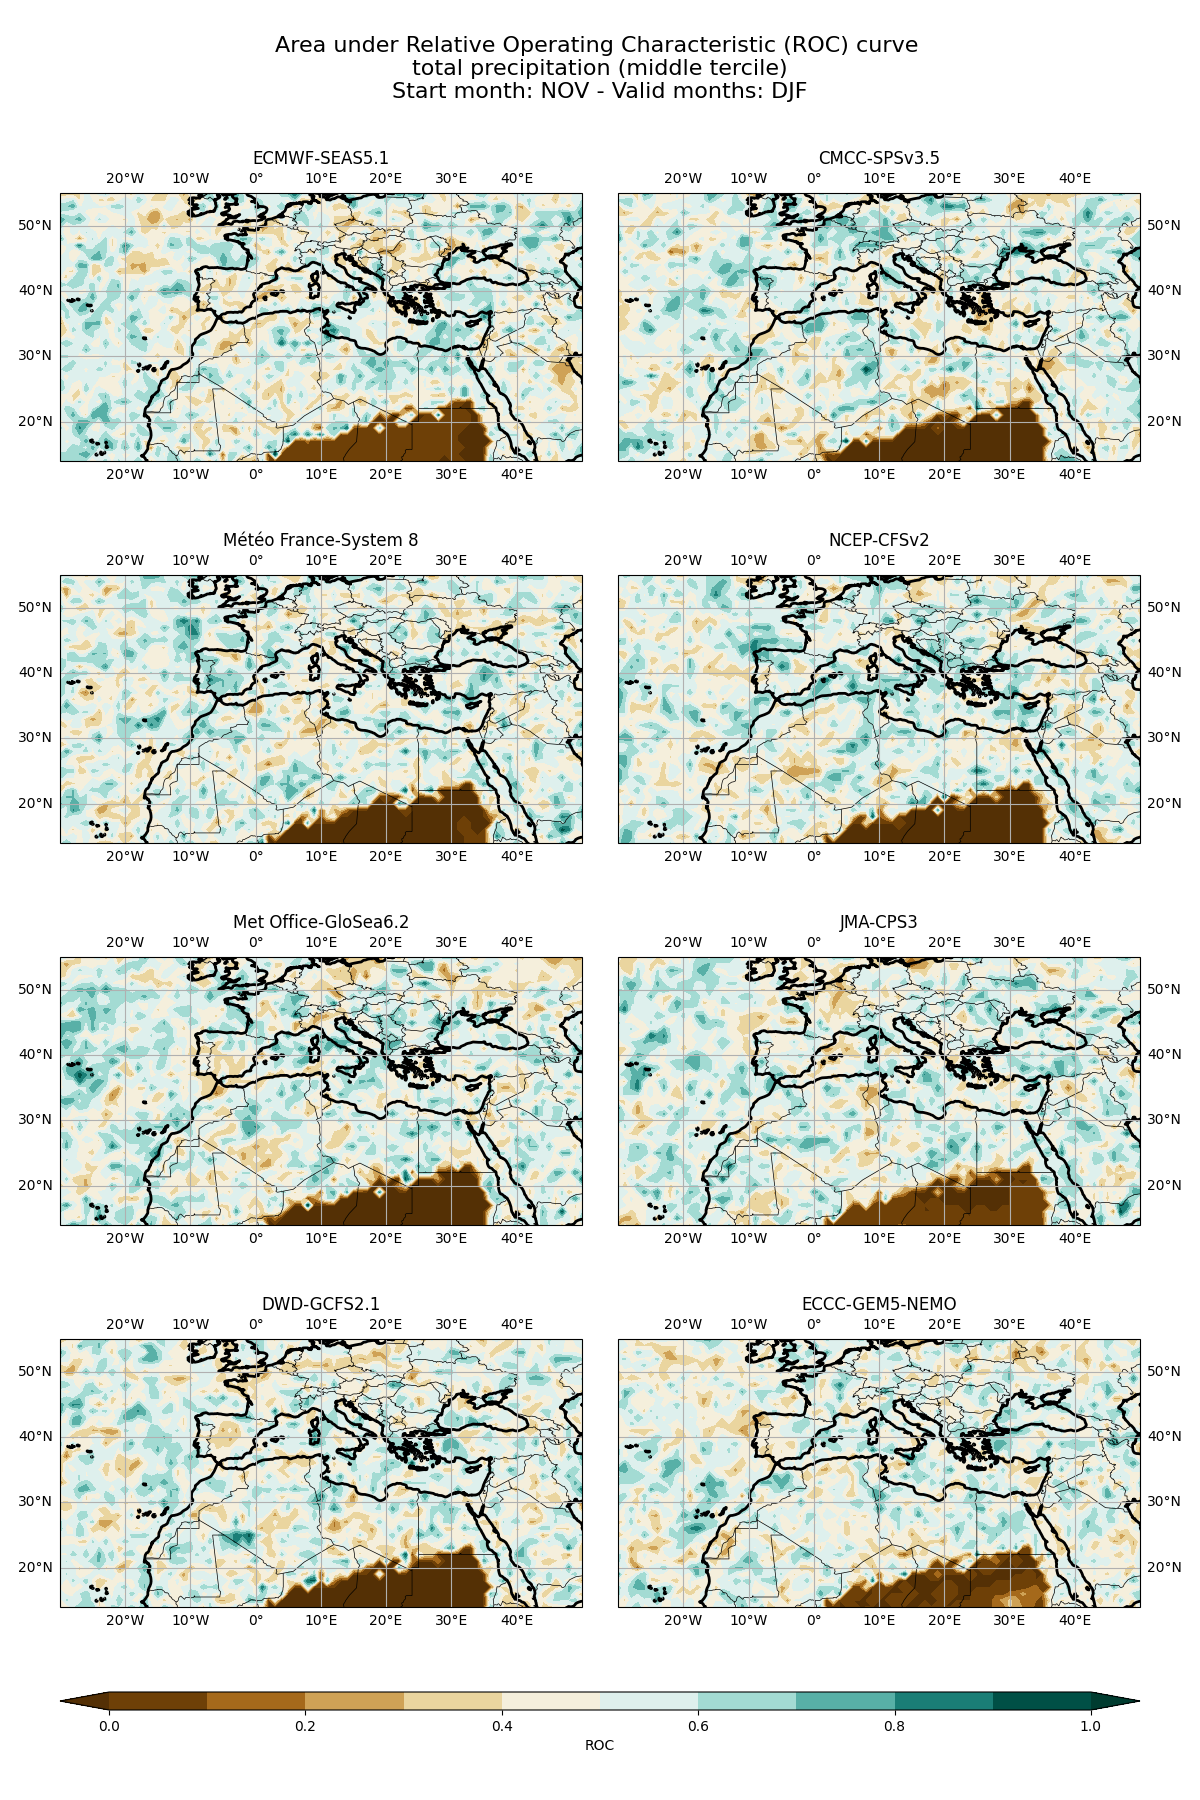 Area under Relative Operating Characteristic (ROC) curve
total precipitation (middle tercile)
Start month: NOV - Valid months: DJF
ECMWF-SEAS5.1
20°W 10°W 0° 10°E 20°E 30°E 40°E
50°N
40°N
30°N
20°N
20°W 10°W 0° 10°E 20°E 30°E 40°E
CMCC-SPSv3.5
20°W 10°W 0° 10°E 20°E 30°E 40°E
50°N
40°N
30°N
20°N
20°W 10°W 0° 10°E 20°E 30°E 40°E
Météo France-System 8
20°W 10°W 0° 10°E 20°E 30°E 40°E
50°N
40°N
30°N
20°N
20°W 10°W 0° 10°E 20°E 30°E 40°E
NCEP-CFSv2
20°W 10°W 0° 10°E 20°E 30°E 40°E
50°N
40°N
30°N
20°N
20°W 10°W 0° 10°E 20°E 30°E 40°E
Met Office-GloSea6.2
20°W 10°W 0° 10°E 20°E 30°E 40°E
50°N
40°N
30°N
20°N
20°W 10°W 0° 10°E 20°E 30°E 40°E
JMA-CPS3
20°W 10°W 0° 10°E 20°E 30°E 40°E
50°N
40°N
30°N
20°N
20°W 10°W 0° 10°E 20°E 30°E 40°E
DWD-GCFS2.1
20°W 10°W 0° 10°E 20°E 30°E 40°E
50°N
40°N
30°N
20°N
20°W 10°W 0° 10°E 20°E 30°E 40°E
ECCC-GEM5-NEMO
20°W 10°W 0° 10°E 20°E 30°E 40°E
50°N
40°N
30°N
20°N
20°W 10°W 0° 10°E 20°E 30°E 40°E
0.0 0.2 0.4 0.6 0.8 1.0
ROC